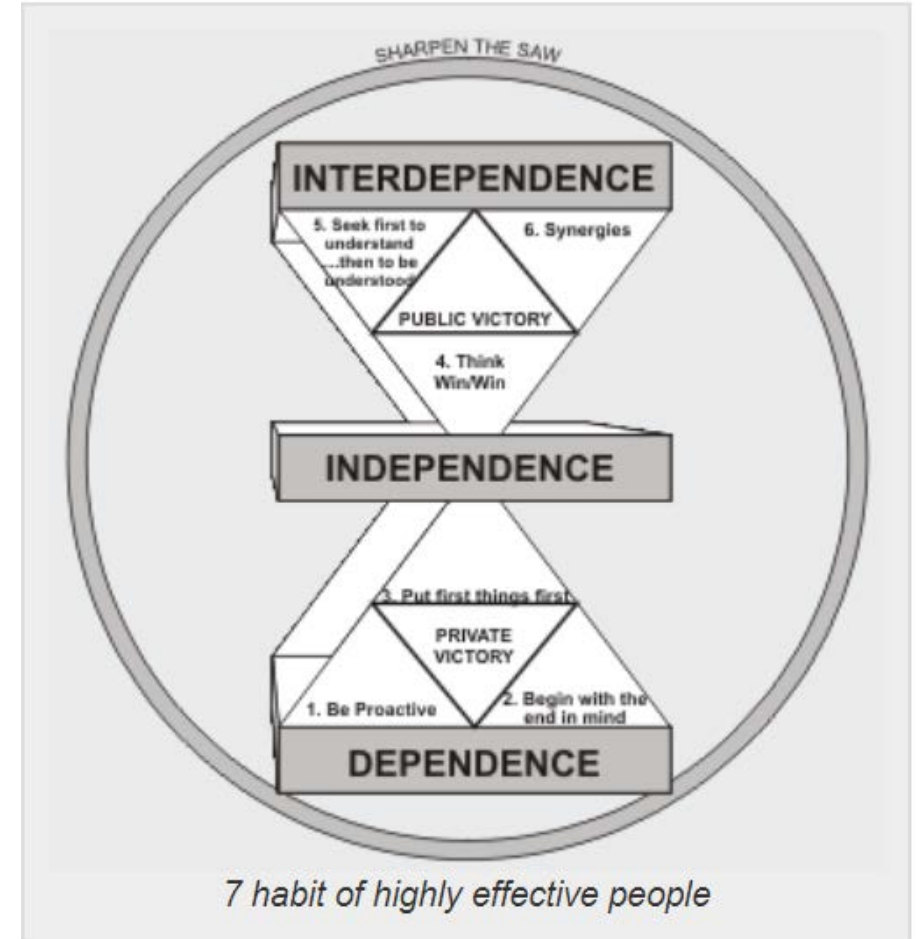 SHARPEN THE SAW
INTERDEPENDENCE
5. Seek first to
understand
....then to be
understood
6. Synergies
PUBLIC VICTORY
4. Think
Win/Win
INDEPENDENCE
3. Put first things first
PRIVATE
VICTORY
1. Be Proactive
2. Begin with the
end in mind
DEPENDENCE
7 habit of highly effective people